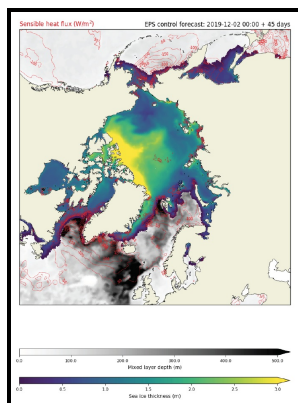 Sensible heat flux (W/m²)
EPS control forecast: 2019-12-02 00:00 + 45 days
0.0 100.0 200.0 300.0 400.0 500.0
Mixed layer depth (m)
0.0 0.5 1.0 1.5 2.0 2.5 3.0
Sea ice thickness (m)